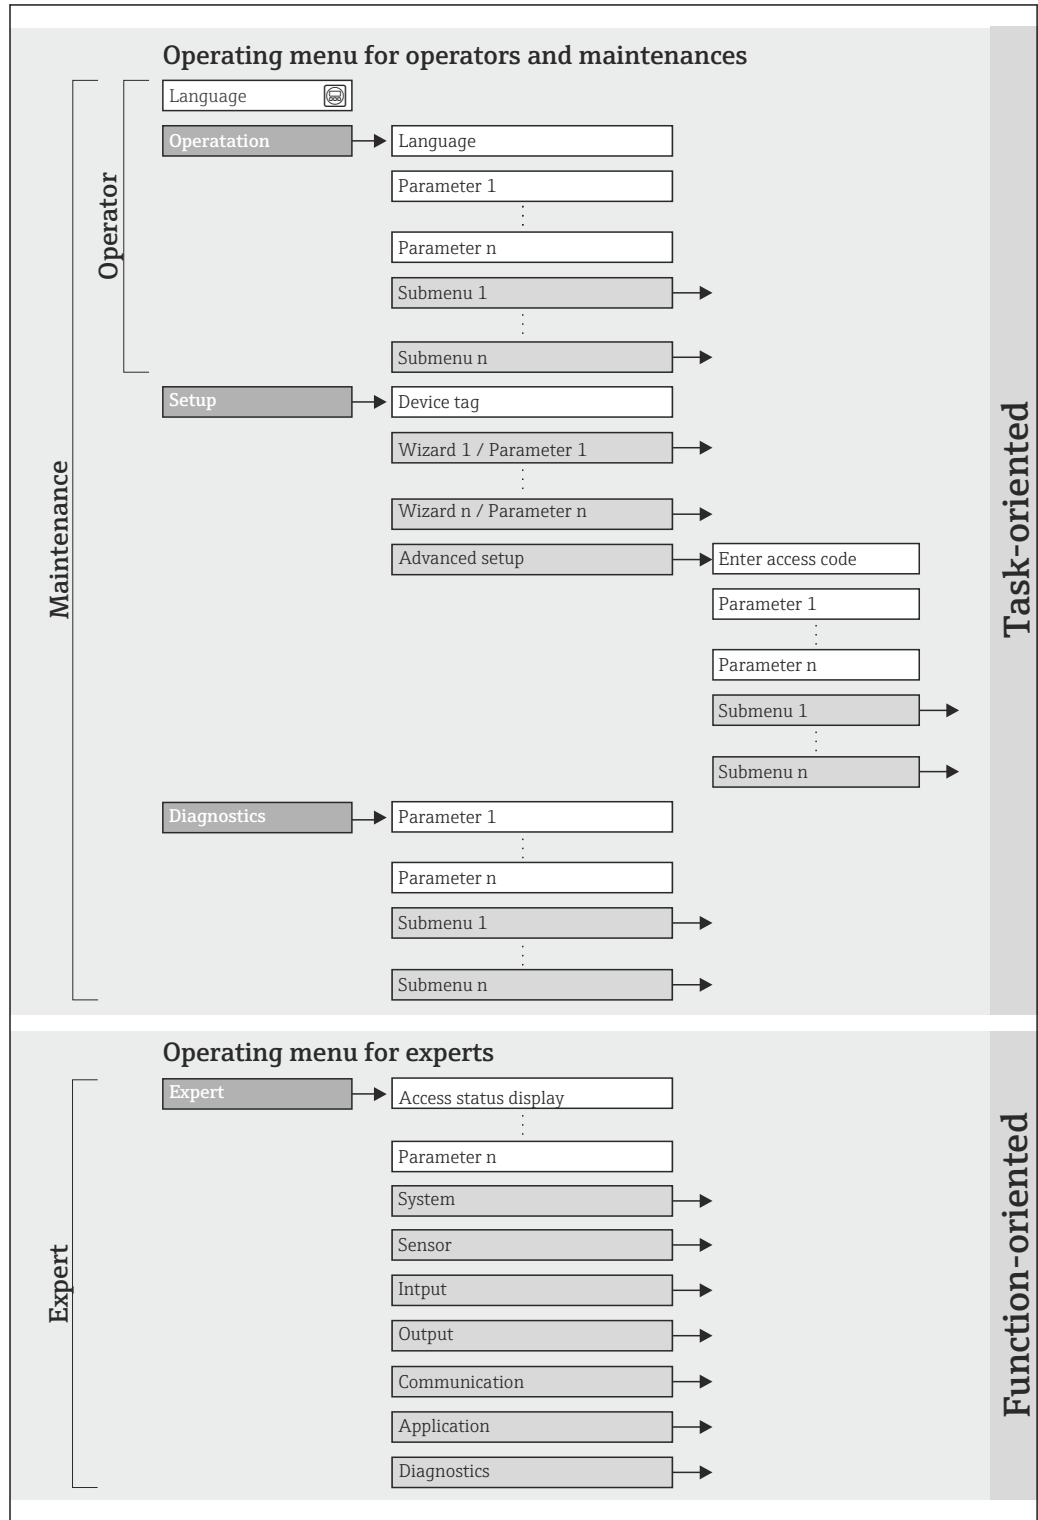 Operating menu for operators and maintenances
Language
Operatation
Language
Parameter 1
Parameter n
Submenu 1
Submenu n
Operator
Setup
Device tag
Wizard 1 / Parameter 1
Wizard n / Parameter n
Advanced setup
Enter access code
Parameter 1
Parameter n
Submenu 1
Submenu n
Maintenance
Task-oriented
Diagnostics
Parameter 1
Parameter n
Submenu 1
Submenu n
Operating menu for experts
Expert
Access status display
Parameter n
System
Sensor
Intput
Output
Communication
Application
Diagnostics
Expert
Function-oriented